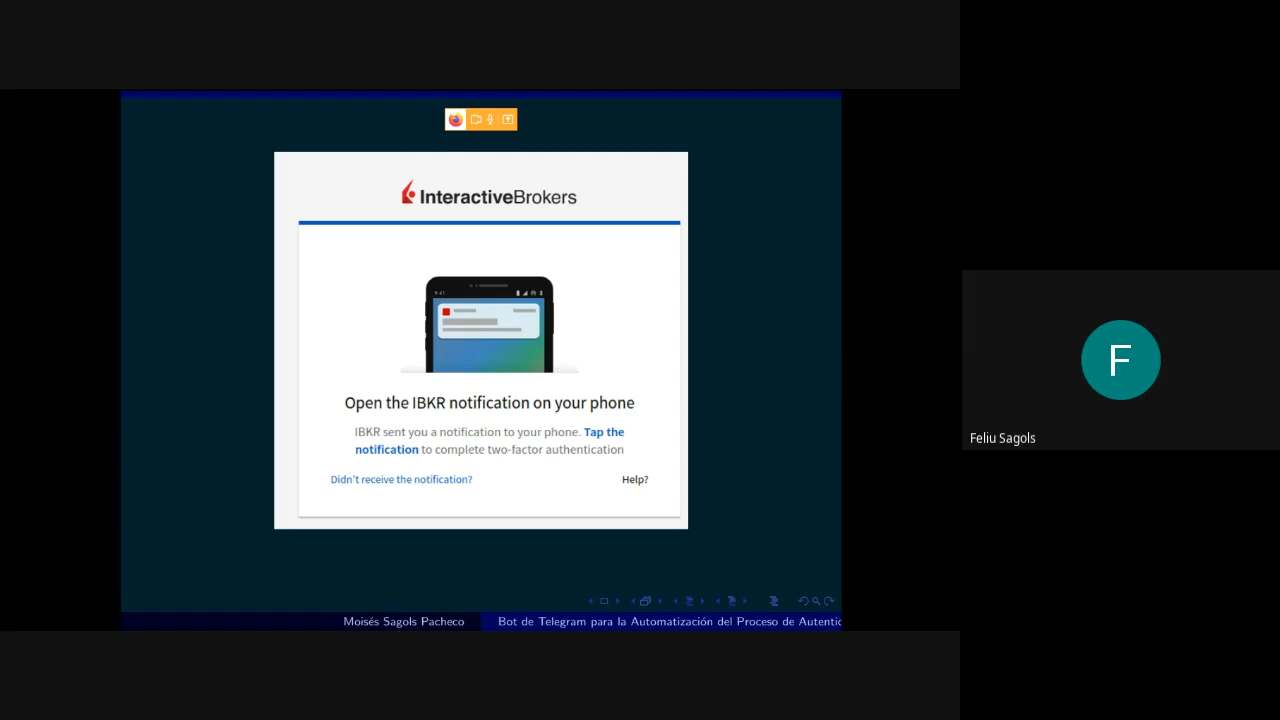 InteractiveBrokers
9:41
Open the IBKR notification on your phone
IBKR sent you a notification to your phone. Tap the
notification to complete two-factor authentication
Didn't receive the notification?
Help?
F
Feliu Sagols
Moisés Sagols Pacheco
Bot de Telegram para la Automatización del Proceso de Autentic